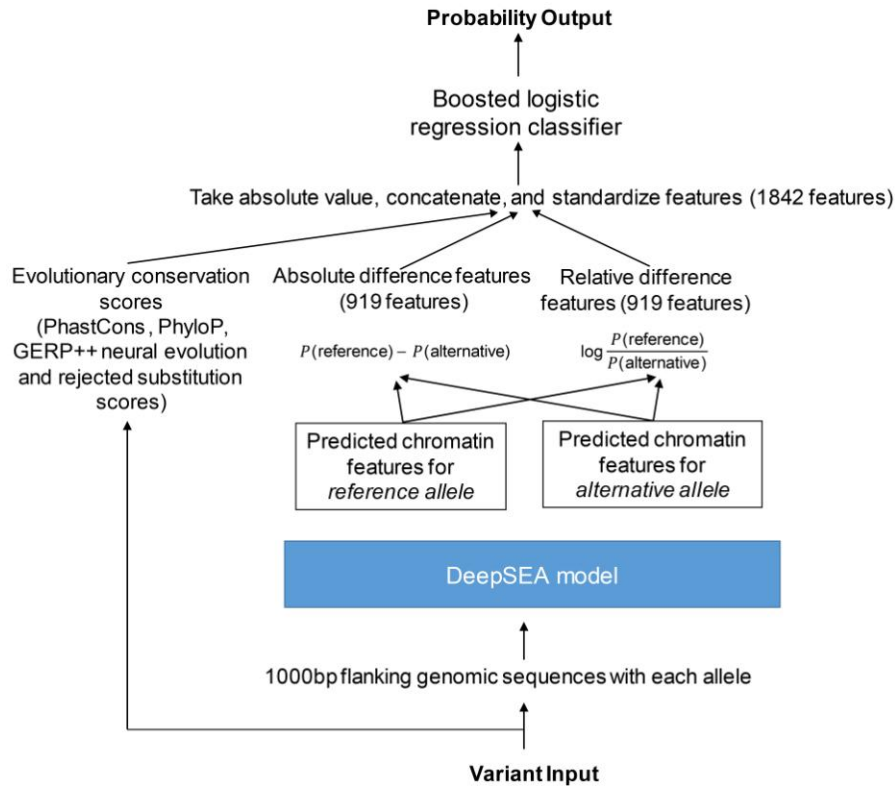 Probability Output
Boosted logistic
regression classifier
Take absolute value, concatenate, and standardize features (1842 features)
Evolutionary conservation
scores
(PhastCons, PhyloP,
GERP++ neural evolution
and rejected substitution
scores)
Absolute difference features
(919 features)
P(reference) − P(alternative)
Relative difference
features (919 features)
log P(reference)/P(alternative)
Predicted chromatin
features for
reference allele
Predicted chromatin
features for
alternative allele
DeepSEA model
1000bp flanking genomic sequences with each allele
Variant Input